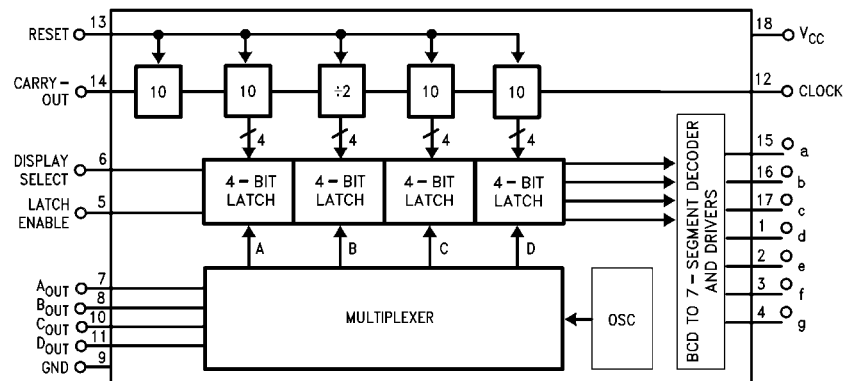 13
RESET
18
VCC
14
CARRY-
OUT
10
10
÷2
10
10
12
CLOCK
4
4
4
4
6
DISPLAY
SELECT
5
LATCH
ENABLE
4-BIT
LATCH
4-BIT
LATCH
4-BIT
LATCH
4-BIT
LATCH
A
B
C
D
7
AOUT
8
BOUT
10
COUT
11
DOUT
9
GND
MULTIPLEXER
OSC
BCD TO 7-SEGMENT DECODER
AND DRIVERS
15
a
16
b
17
c
1
d
2
e
3
f
4
g